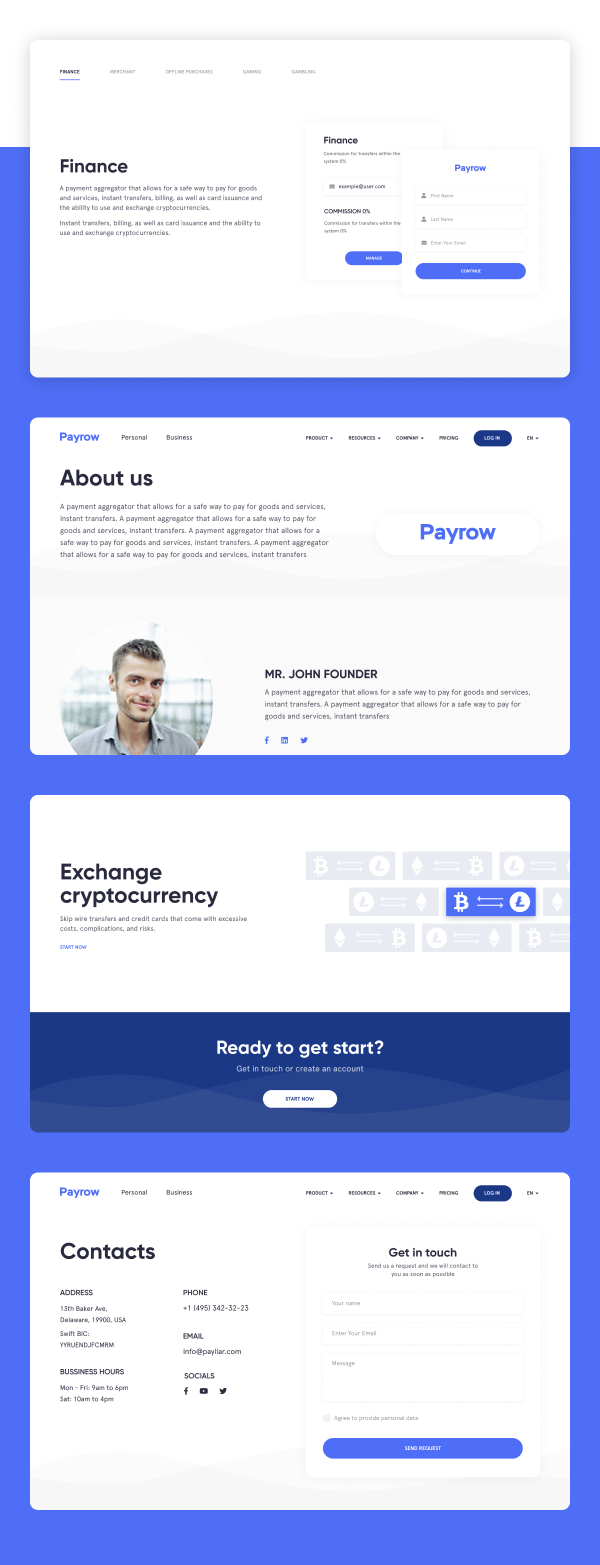 FINANCE
MERCHANT
OFFLINE PURCHASES
GAMING
GAMBLING
Finance
A payment aggregator that allows for a safe way to pay for goods
and services, instant transfers, billing, as well as card issuance and
the ability to use and exchange cryptocurrencies.
Instant transfers, billing, as well as card issuance and the ability to
use and exchange cryptocurrencies.
Finance
Commission for transfers within the
system 0%
example@user.com
COMMISSION 0%
Commission for transfers within the
system 0%
MANAGE
Payrow
First Name
Last Name
Enter Your Email
CONTINUE
Payrow
Personal
Business
PRODUCT
RESOURCES
COMPANY
PRICING
LOG IN
EN
About us
A payment aggregator that allows for a safe way to pay for goods and services,
instant transfers. A payment aggregator that allows for a safe way to pay for
goods and services, instant transfers. A payment aggregator that allows for a
safe way to pay for goods and services, instant transfers. A payment aggregator
that allows for a safe way to pay for goods and services, instant transfers
Payrow
MR. JOHN FOUNDER
A payment aggregator that allows for a safe way to pay for goods and services,
instant transfers. A payment aggregator that allows for a safe way to pay for
goods and services, instant transfers
Exchange
cryptocurrency
Skip wire transfers and credit cards that come with excessive
costs, complications, and risks.
START NOW
Ready to get start?
Get in touch or create an account
START NOW
Payrow
Personal
Business
PRODUCT
RESOURCES
COMPANY
PRICING
LOG IN
EN
Contacts
ADDRESS
13th Baker Ave,
Delaware, 19900, USA
Swift BIC:
YYRUENDJFCMRM
BUSSINESS HOURS
Mon - Fri: 9am to 6pm
Sat: 10am to 4pm
PHONE
+1 (495) 342-32-23
EMAIL
info@payllar.com
SOCIALS
Get in touch
Send us a request and we will contact to
you as soon as possible
Your name
Enter Your Email
Message
Agree to provide personal data
SEND REQUEST